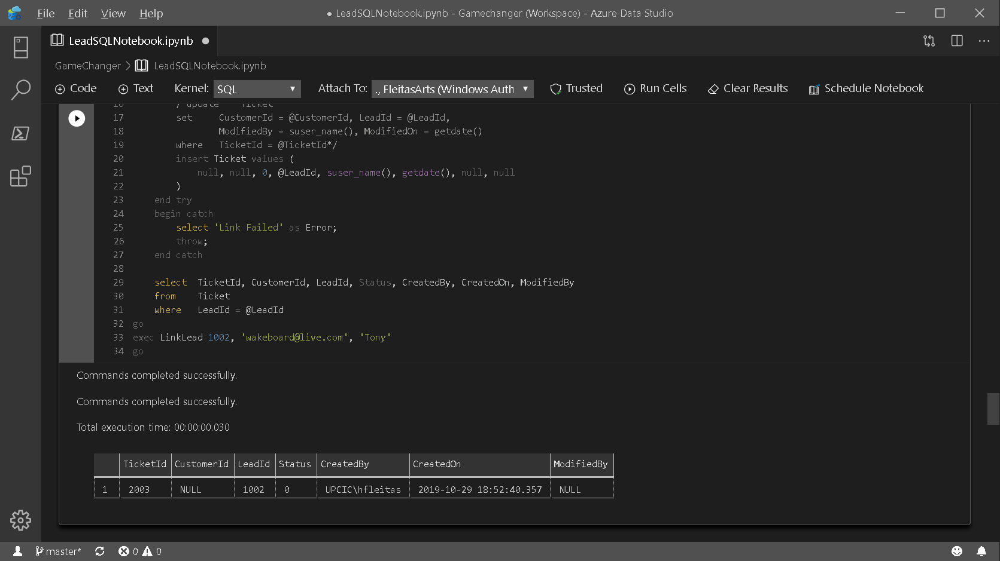 File Edit View Help ● LeadSQLNotebook.ipynb - Gamechanger (Workspace) - Azure Data Studio
LeadSQLNotebook.ipynb ●
GameChanger > LeadSQLNotebook.ipynb
Code Text Kernel: SQL Attach To: ., FleitasArts (Windows Auth Trusted Run Cells Clear Results Schedule Notebook
16 / update Ticket
17 set CustomerId = @CustomerId, LeadId = @LeadId,
18 ModifiedBy = suser_name(), ModifiedOn = getdate()
19 where TicketId = @TicketId*/
20 insert Ticket values (
21 null, null, 0, @LeadId, suser_name(), getdate(), null, null
22 )
23 end try
24 begin catch
25 select 'Link Failed' as Error;
26 throw;
27 end catch
28
29 select TicketId, CustomerId, LeadId, Status, CreatedBy, CreatedOn, ModifiedBy
30 from Ticket
31 where LeadId = @LeadId
32 go
33 exec LinkLead 1002, 'wakeboard@live.com', 'Tony'
34 go
Commands completed successfully.
Commands completed successfully.
Total execution time: 00:00:00.030
TicketId CustomerId LeadId Status CreatedBy CreatedOn ModifiedBy
1 2003 NULL 1002 0 UPCIC\hfleitas 2019-10-29 18:52:40.357 NULL
master* 0 0